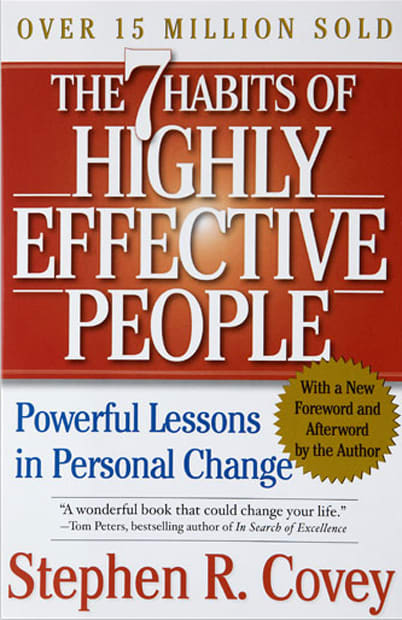 OVER 15 MILLION SOLD
THE 7 HABITS OF
HIGHLY
EFFECTIVE
PEOPLE
With a New
Foreword and
Afterword
by the Author
Powerful Lessons
in Personal Change
“A wonderful book that could change your life.”
—Tom Peters, bestselling author of In Search of Excellence
Stephen R. Covey